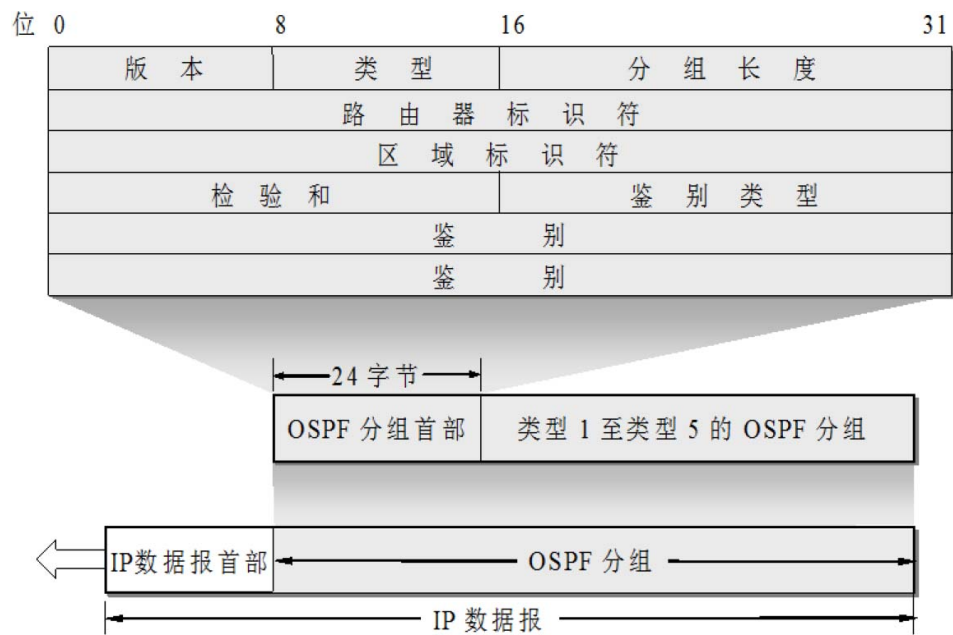 位 0 8 16 31
版本 类型 分组长度
路由器标识符
区域标识符
检验和 鉴别类型
鉴别
鉴别
24 字节
OSPF 分组首部 类型 1 至类型 5 的 OSPF 分组
IP数据报首部 OSPF 分组
IP 数据报